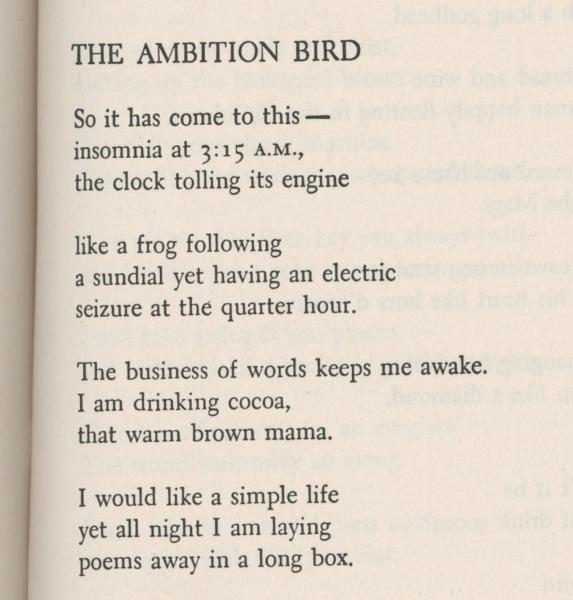 THE AMBITION BIRD
So it has come to this—
insomnia at 3:15 A.M.,
the clock tolling its engine
like a frog following
a sundial yet having an electric
seizure at the quarter hour.
The business of words keeps me awake.
I am drinking cocoa,
that warm brown mama.
I would like a simple life
yet all night I am laying
poems away in a long box.